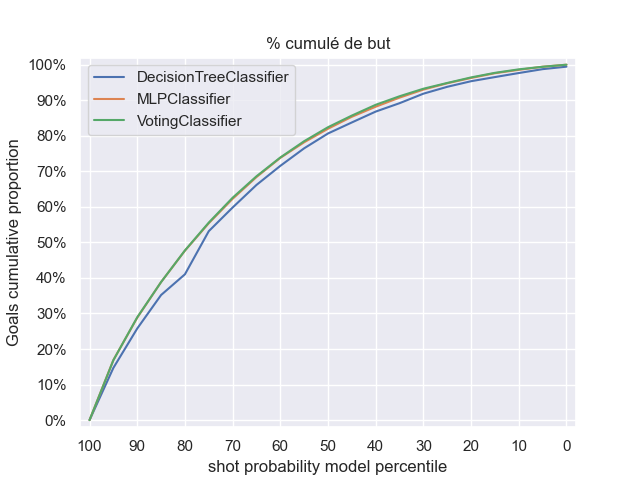 % cumulé de but
DecisionTreeClassifier
MLPClassifier
VotingClassifier
100%
90%
80%
70%
60%
50%
40%
30%
20%
10%
0%
Goals cumulative proportion
100 90 80 70 60 50 40 30 20 10 0
shot probability model percentile